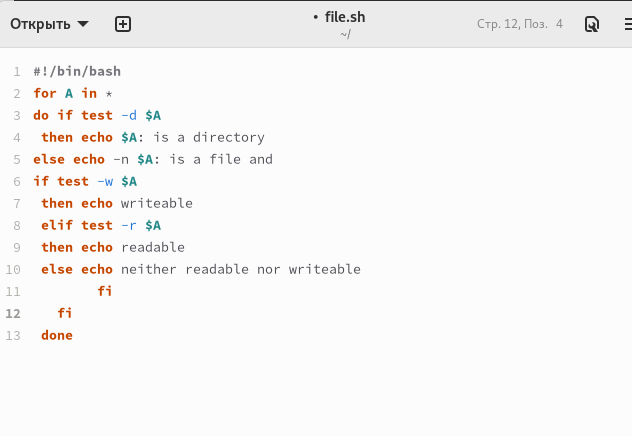 Открыть
• file.sh
~/
Стр. 12, Поз. 4
1 #!/bin/bash
2 for A in *
3 do if test -d $A
4  then echo $A: is a directory
5 else echo -n $A: is a file and
6 if test -w $A
7  then echo writeable
8  elif test -r $A
9  then echo readable
10  else echo neither readable nor writeable
11         fi
12    fi
13  done